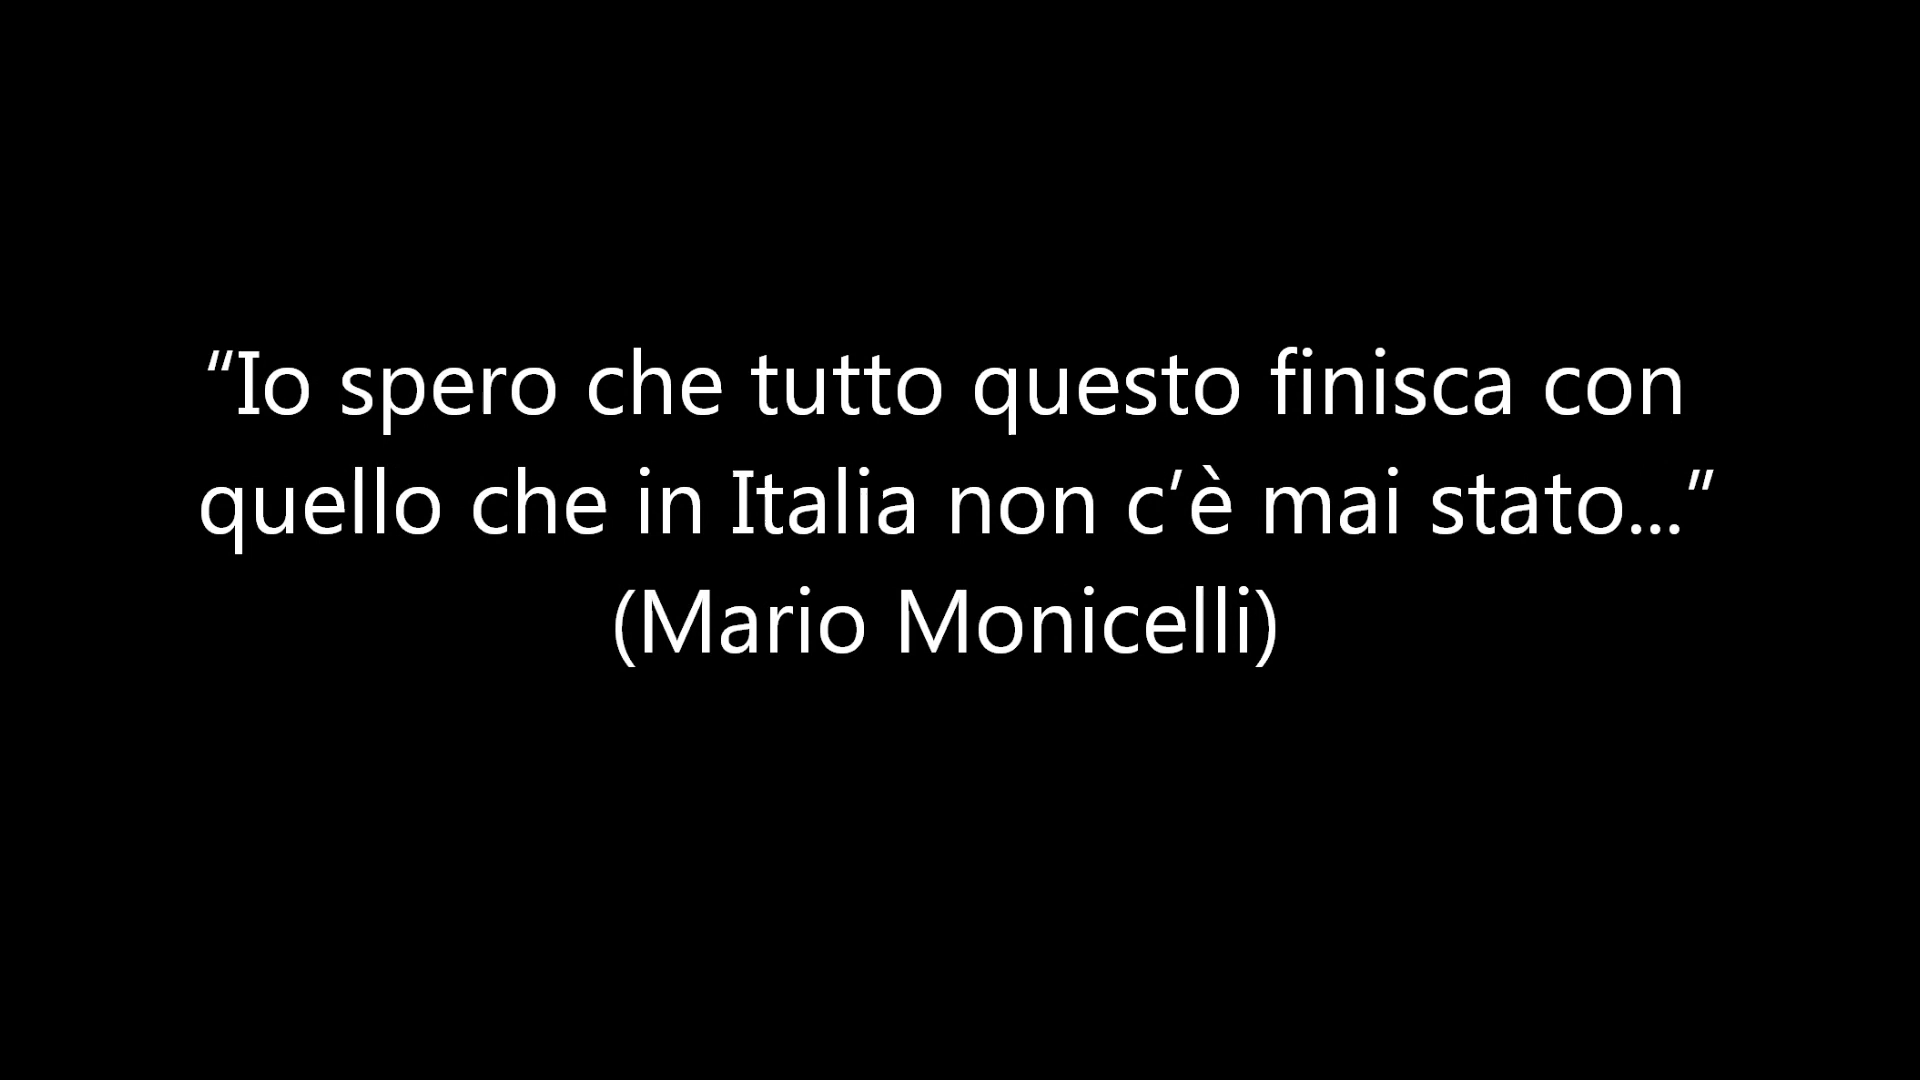 “Io spero che tutto questo finisca con
quello che in Italia non c’è mai stato...”
(Mario Monicelli)